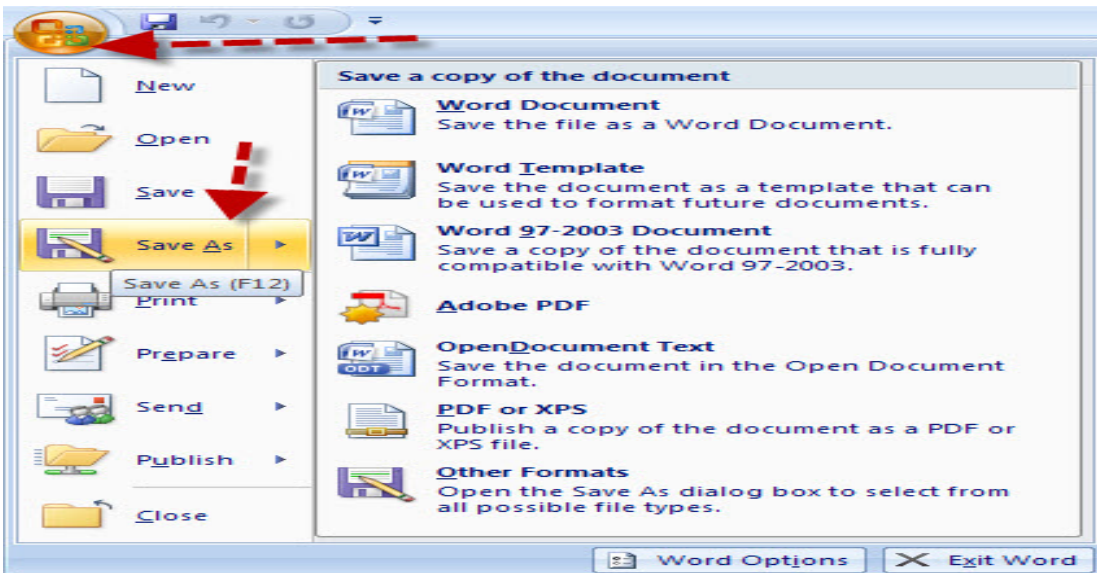 New
Open
Save
Save As
Save As (F12)
Print
Prepare
Send
Publish
Close
Save a copy of the document
Word Document
Save the file as a Word Document.
Word Template
Save the document as a template that can
be used to format future documents.
Word 97-2003 Document
Save a copy of the document that is fully
compatible with Word 97-2003.
Adobe PDF
OpenDocument Text
ODT
Save the document in the Open Document
Format.
PDF or XPS
Publish a copy of the document as a PDF or
XPS file.
Other Formats
Open the Save As dialog box to select from
all possible file types.
Word Options
Exit Word